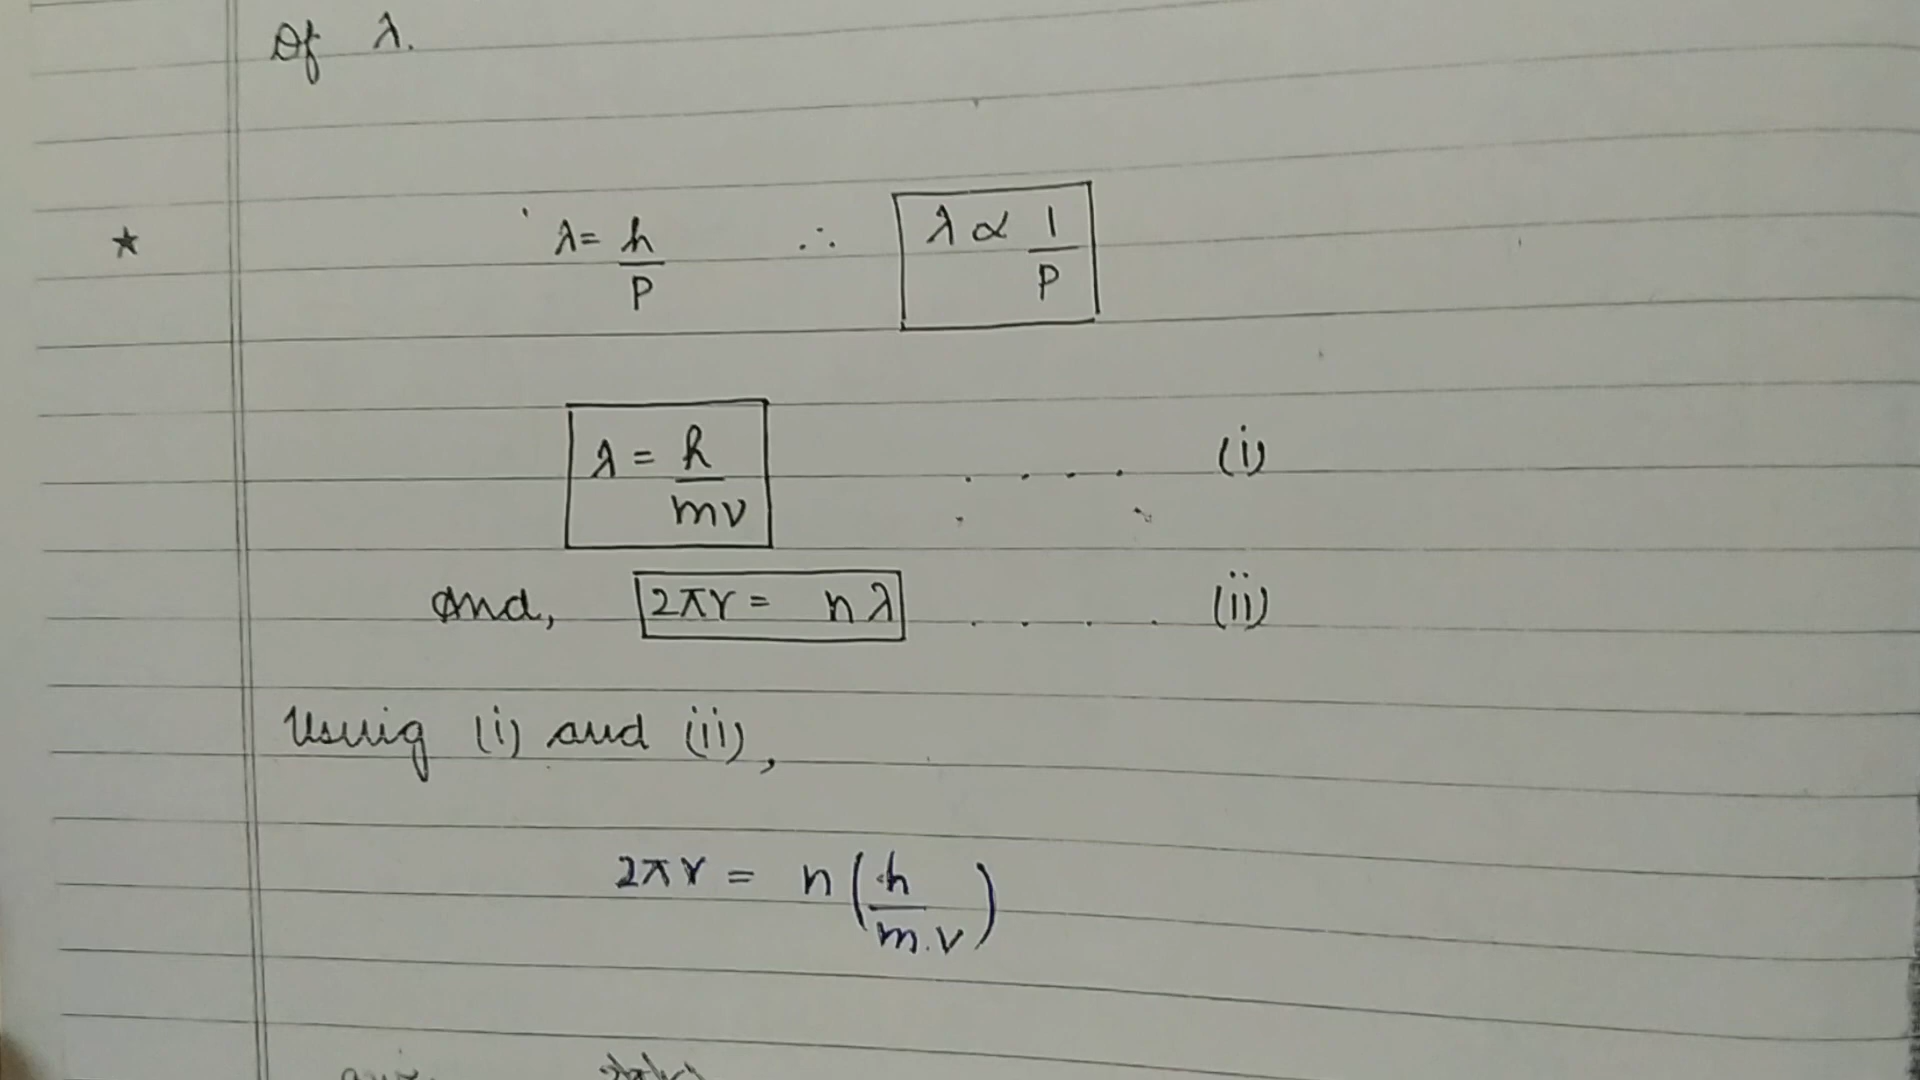 Of λ.
★ λ = h/P ∴ λ ∝ 1/P
λ = h/mv .... (i)
And, 2πr = nλ ..... (ii)
Using (i) and (ii),
2πr = n(h/m.v)